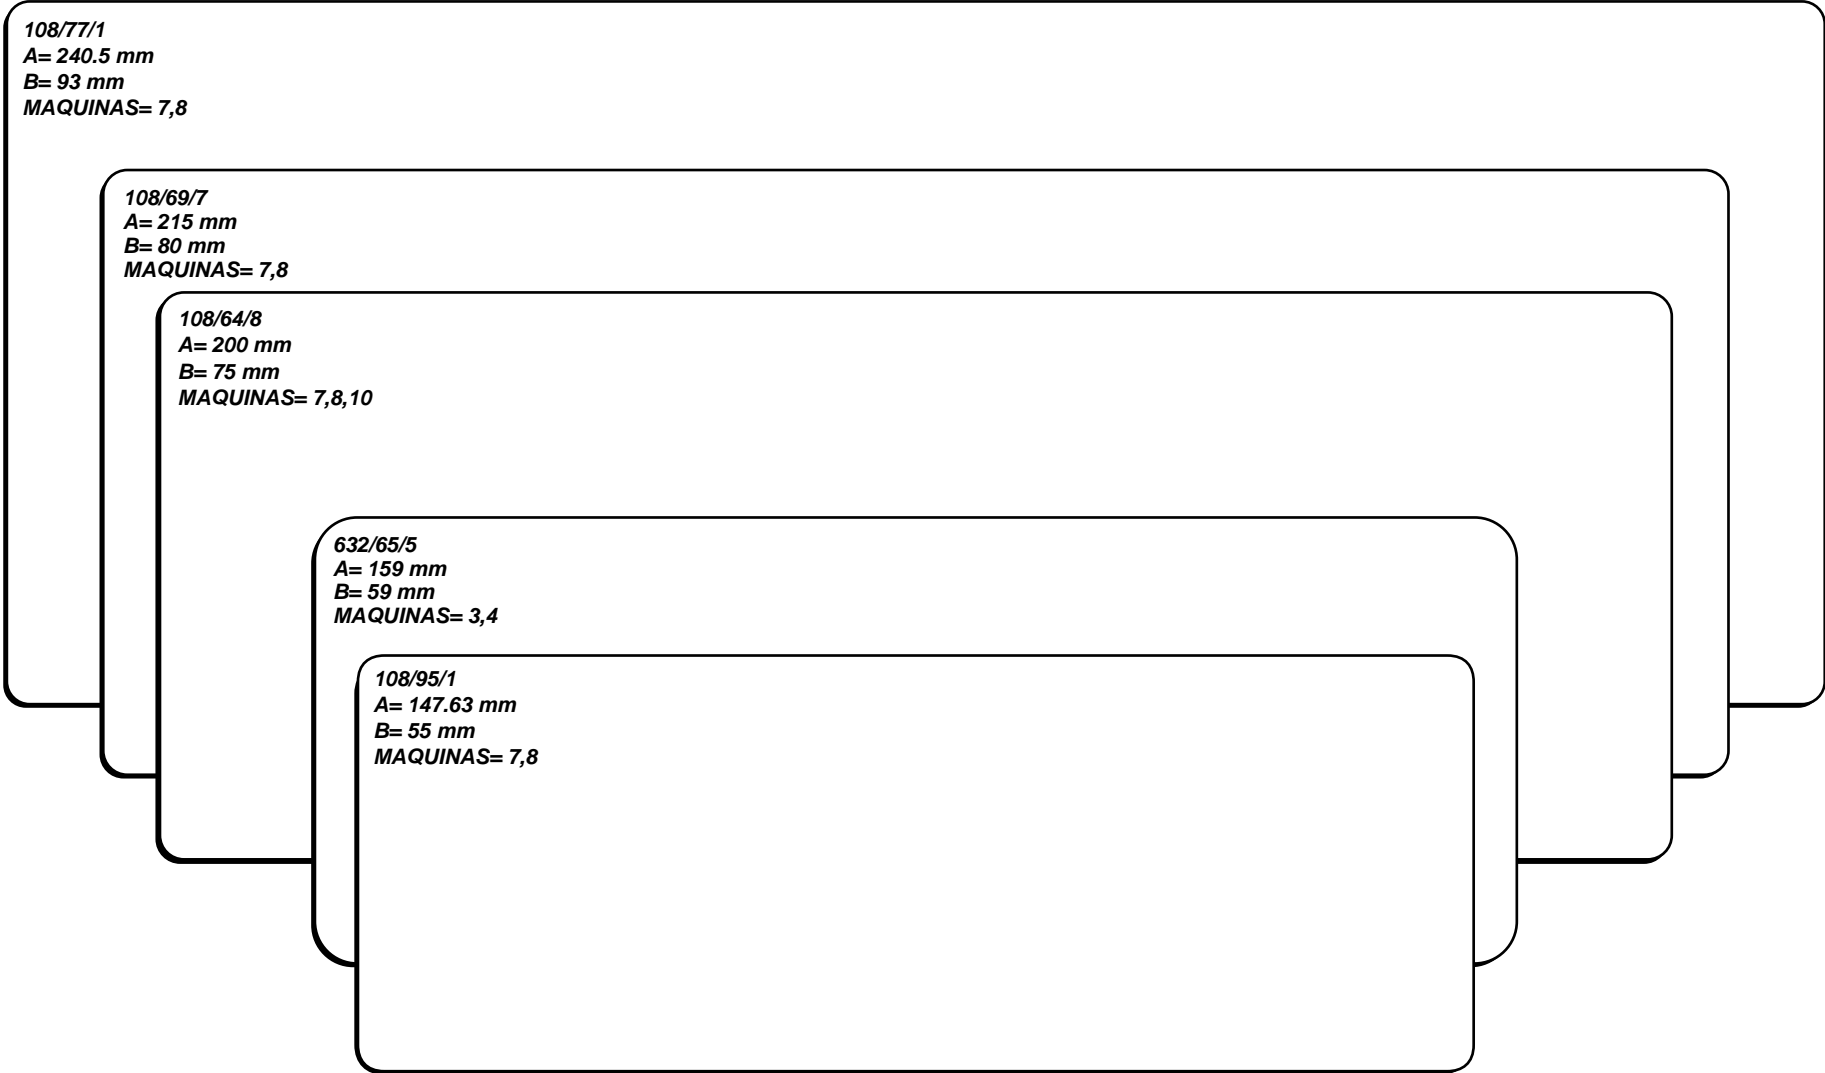 108/77/1
A= 240.5 mm
B= 93 mm
MAQUINAS= 7,8
108/69/7
A= 215 mm
B= 80 mm
MAQUINAS= 7,8
108/64/8
A= 200 mm
B= 75 mm
MAQUINAS= 7,8,10
632/65/5
A= 159 mm
B= 59 mm
MAQUINAS= 3,4
108/95/1
A= 147.63 mm
B= 55 mm
MAQUINAS= 7,8